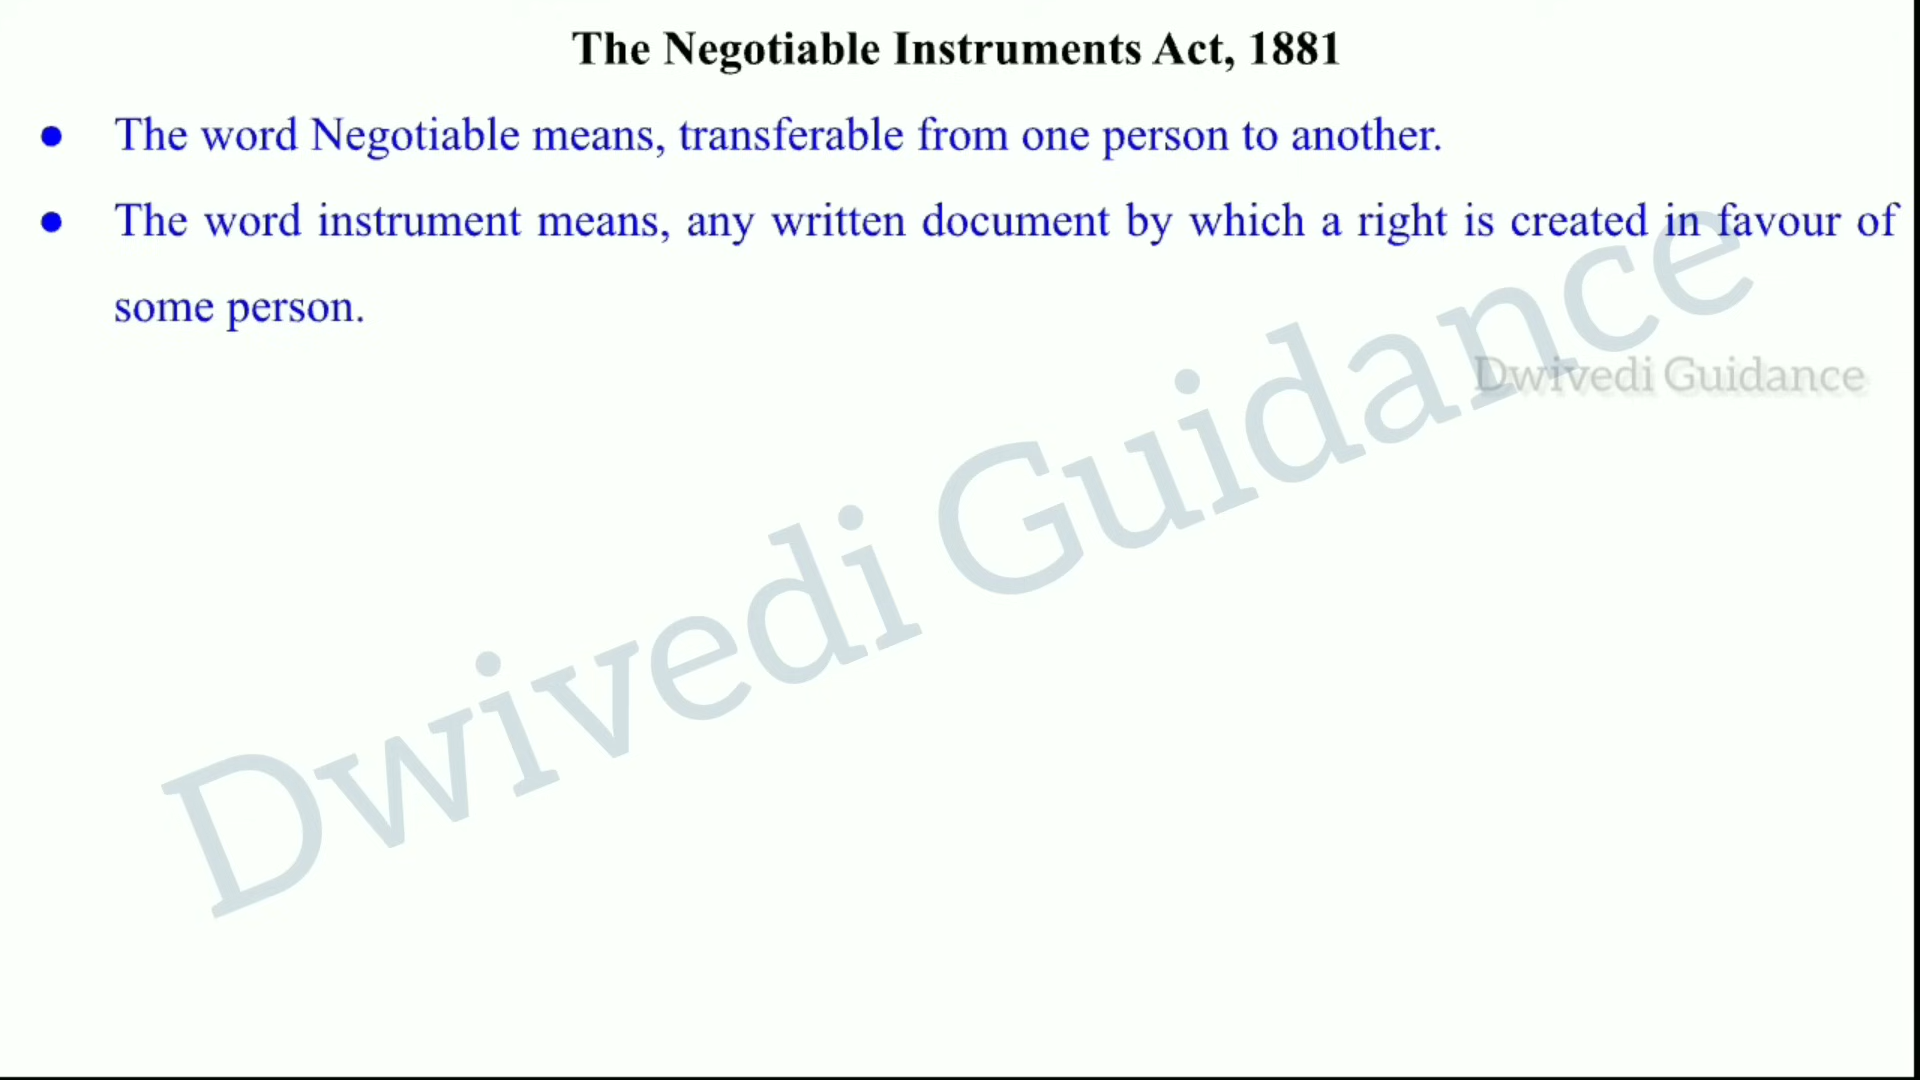 The Negotiable Instruments Act, 1881
● The word Negotiable means, transferable from one person to another.
● The word instrument means, any written document by which a right is created in favour of
some person.
Dwivedi Guidance
Dwivedi Guidance